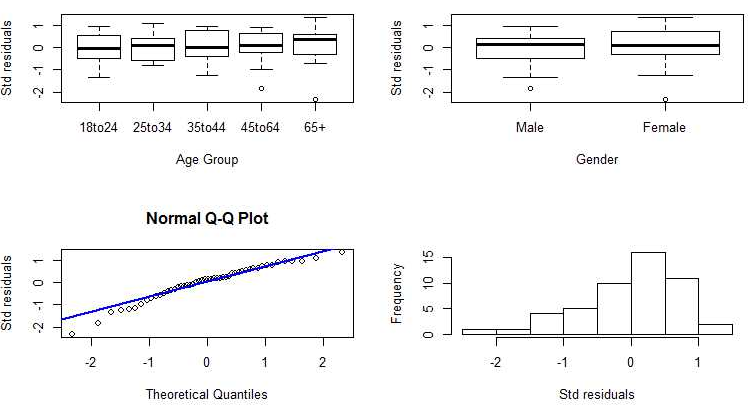 Std residuals
1
0
-1
-2
18to24 25to34 35to44 45to64 65+
Age Group
Std residuals
1
0
-1
-2
Male Female
Gender
Normal Q-Q Plot
Std residuals
1
0
-1
-2
-2 -1 0 1 2
Theoretical Quantiles
Frequency
15
10
5
0
-2 -1 0 1
Std residuals